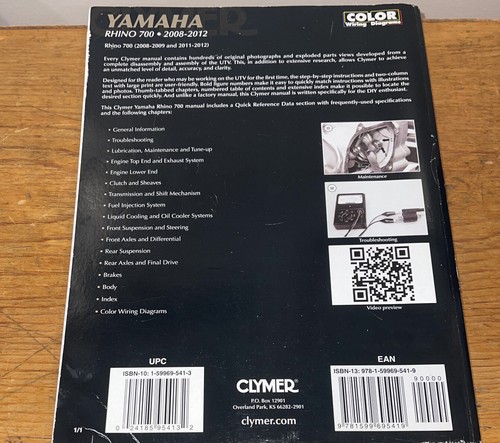 YAMAHA
RHINO 700 • 2008-2012
COLOR
Wiring Diagrams
Rhino 700 (2008-2009 and 2011-2012)
Every Clymer manual contains hundreds of original photographs and exploded parts views developed from a
complete disassembly and assembly of the UTV. This, in addition to extensive research, allows Clymer to achieve
an unmatched level of detail, accuracy, and clarity.
Designed for the reader who may be working on the UTV for the first time, the step-by-step instructions and two-column
text with large print are user-friendly. Bold figure numbers make it easy to quickly match instructions with illustrations
and photos. Thumb-tabbed chapters, numbered table of contents and extensive index make it possible to locate the
desired section quickly. And unlike a factory manual, this Clymer Manual is written specifically for the DIY enthusiast.
This Clymer Yamaha Rhino 700 manual includes a Quick Reference Data section with frequently-used specifications
and the following chapters:
• General Information
• Troubleshooting
• Lubrication, Maintenance and Tune-up
• Engine Top End and Exhaust System
• Engine Lower End
• Clutch and Sheaves
• Transmission and Shift Mechanism
• Fuel Injection System
• Electrical System
• Liquid Cooling and Oil Cooler Systems
• Front Suspension and Steering
• Front Axles and Differential
• Rear Suspension
• Rear Axles and Final Drive
• Brakes
• Body
• Index
• Color Wiring Diagrams
Maintenance
Troubleshooting
Video preview
UPC
ISBN-10: 1-59969-541-3
0 24185 95413 2
1/1
CLYMER
P.O. Box 12901
Overland Park, KS 66282-2901
clymer.com
EAN
ISBN-13: 978-1-59969-541-9
90000
9 781599 695419